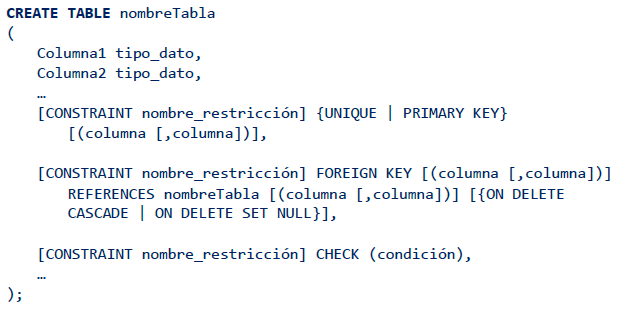 CREATE TABLE nombreTabla
(
Columna1 tipo_dato,
Columna2 tipo_dato,
…
[CONSTRAINT nombre_restricción] {UNIQUE | PRIMARY KEY}
[(columna [,columna])],
[CONSTRAINT nombre_restricción] FOREIGN KEY [(columna [,columna])]
REFERENCES nombreTabla [(columna [,columna])] [{ON DELETE
CASCADE | ON DELETE SET NULL}],
[CONSTRAINT nombre_restricción] CHECK (condición),
…
);